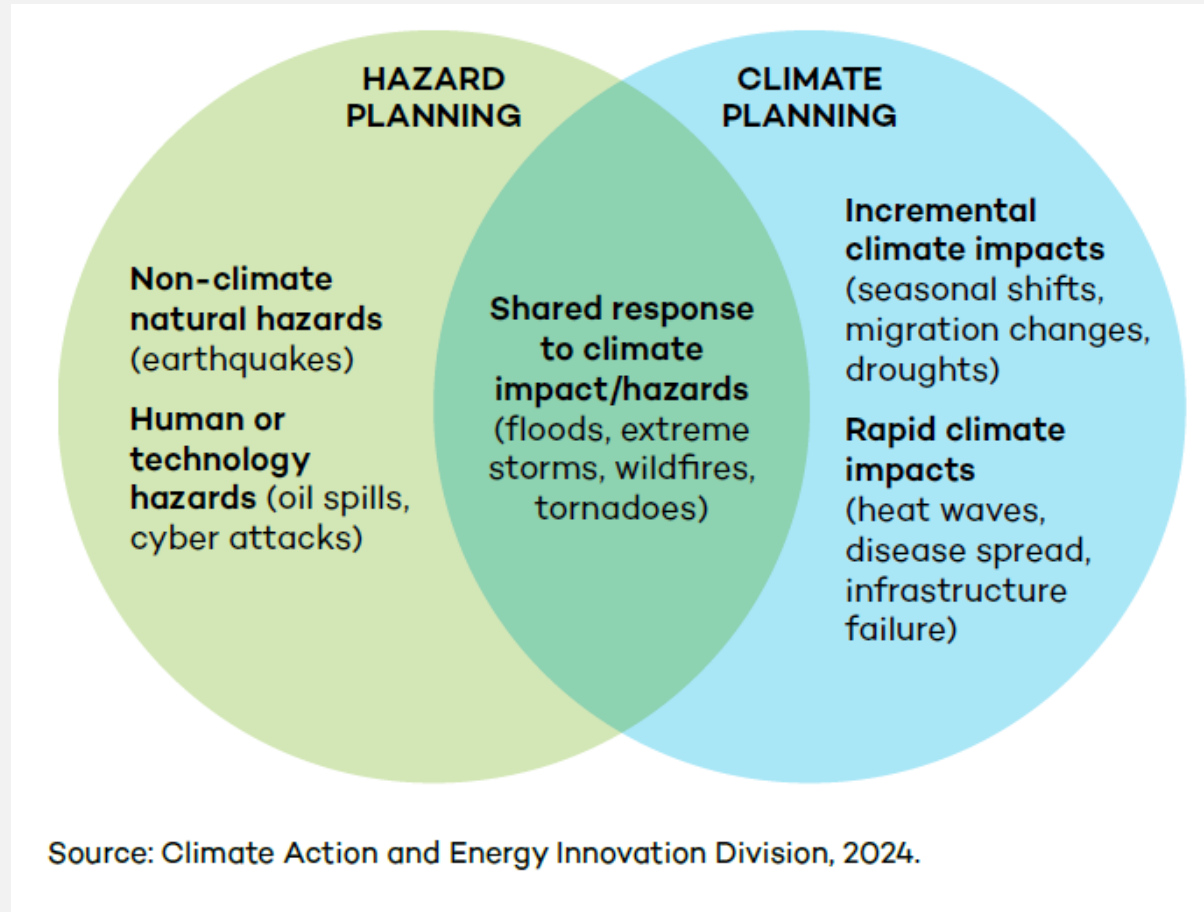 HAZARD
PLANNING
CLIMATE
PLANNING
Non-climate
natural hazards
(earthquakes)
Human or
technology
hazards (oil spills,
cyber attacks)
Shared response
to climate
impact/hazards
(floods, extreme
storms, wildfires,
tornadoes)
Incremental
climate impacts
(seasonal shifts,
migration changes,
droughts)
Rapid climate
impacts
(heat waves,
disease spread,
infrastructure
failure)
Source: Climate Action and Energy Innovation Division, 2024.